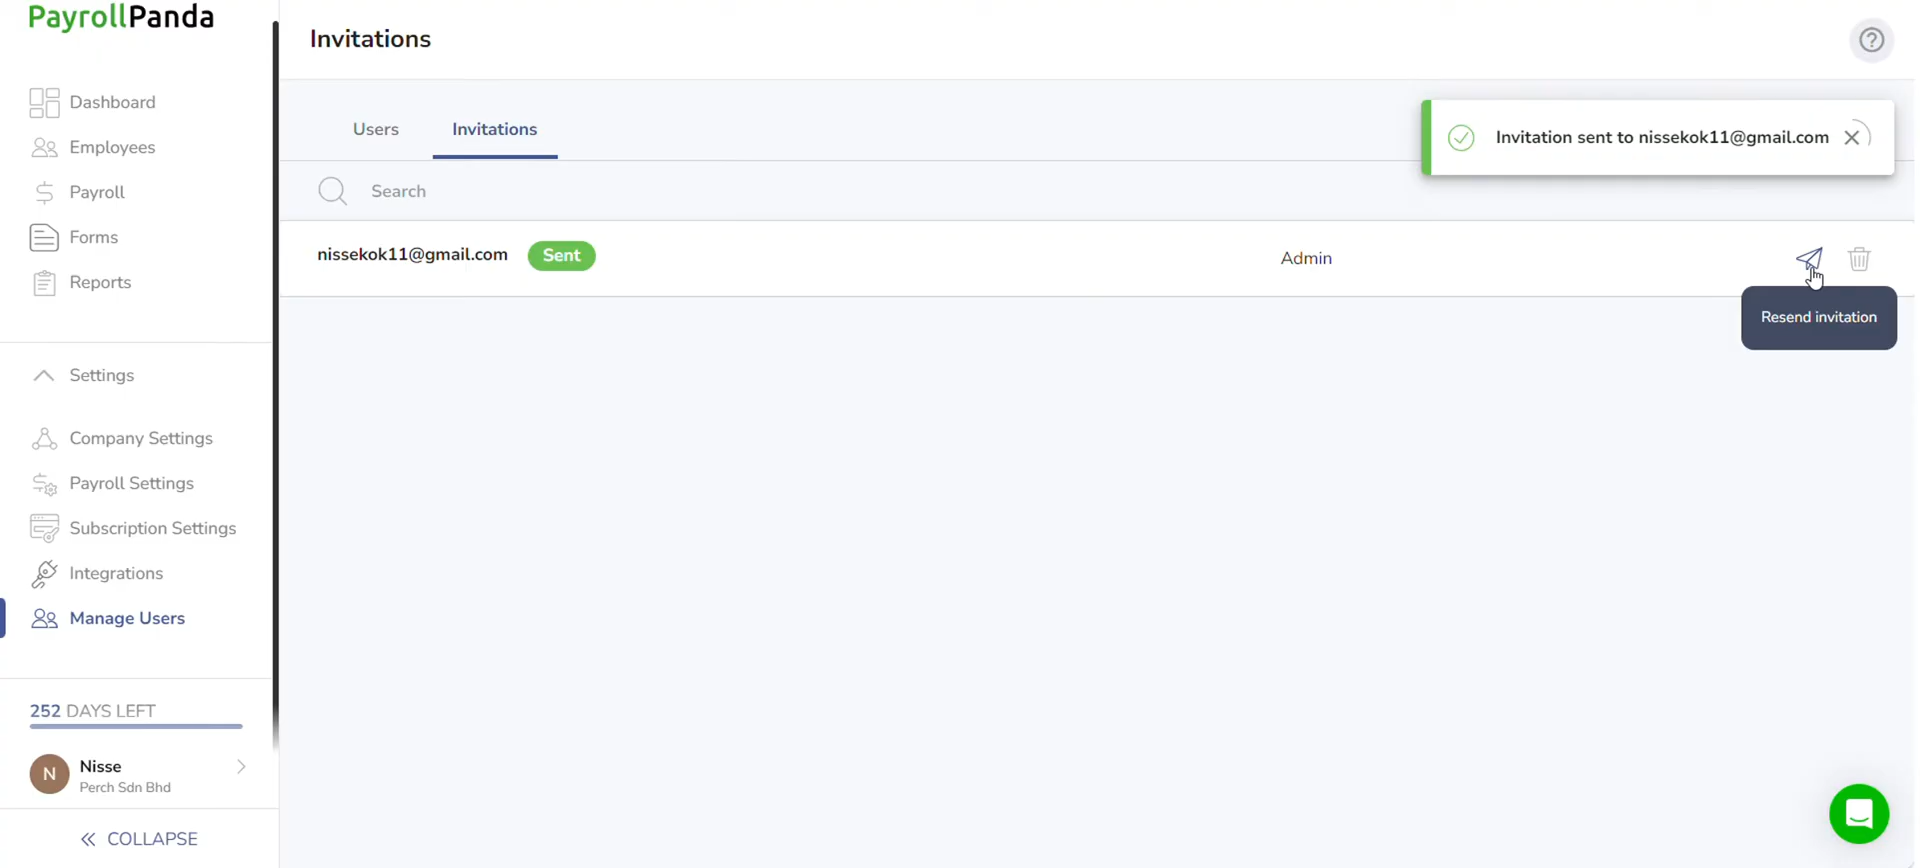 PayrollPanda
Dashboard
Employees
Payroll
Forms
Reports
Settings
Company Settings
Payroll Settings
Subscription Settings
Integrations
Manage Users
252 DAYS LEFT
N
Nisse
Perch Sdn Bhd
COLLAPSE
Invitations
Users
Invitations
Invitation sent to nissekok11@gmail.com
Search
nissekok11@gmail.com Sent Admin
Resend invitation